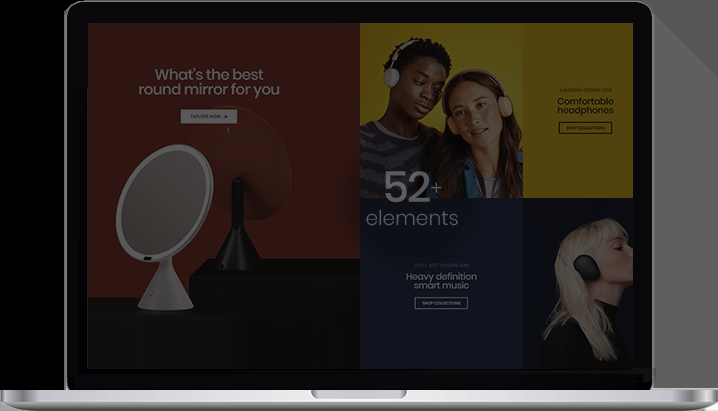 What's the best
round mirror for you
EXPLORE NOW →
SAMSUNG DESIGN 2019
Comfortable
headphones
SHOP COLLECTIONS
52+
elements
APPLE BEST DESIGN 2019
Heavy definition
smart music
SHOP COLLECTIONS